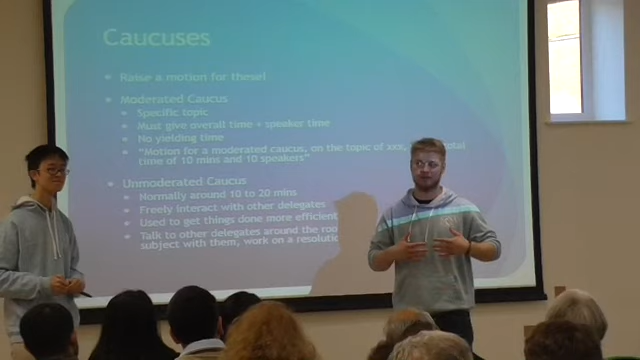 Caucuses
Raise a motion for these!
Moderated Caucus
Specific topic
Must give overall time + speaker time
No yielding time
"Motion for a moderated caucus, on the topic of xxx, otal
time of 10 mins and 10 speakers"
Unmoderated Caucus
Normally around 10 to 20 mins
Freely interact with other delegates
Used to get things done more efficient
Talk to other delegates around the roo
subject with them, work on a resolutio